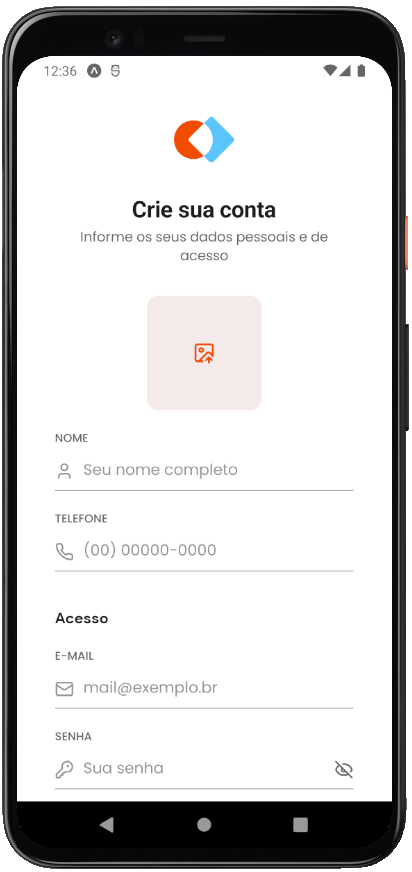 12:36
Crie sua conta
Informe os seus dados pessoais e de
acesso
NOME
Seu nome completo
TELEFONE
(00) 00000-0000
Acesso
E-MAIL
mail@exemplo.br
SENHA
Sua senha